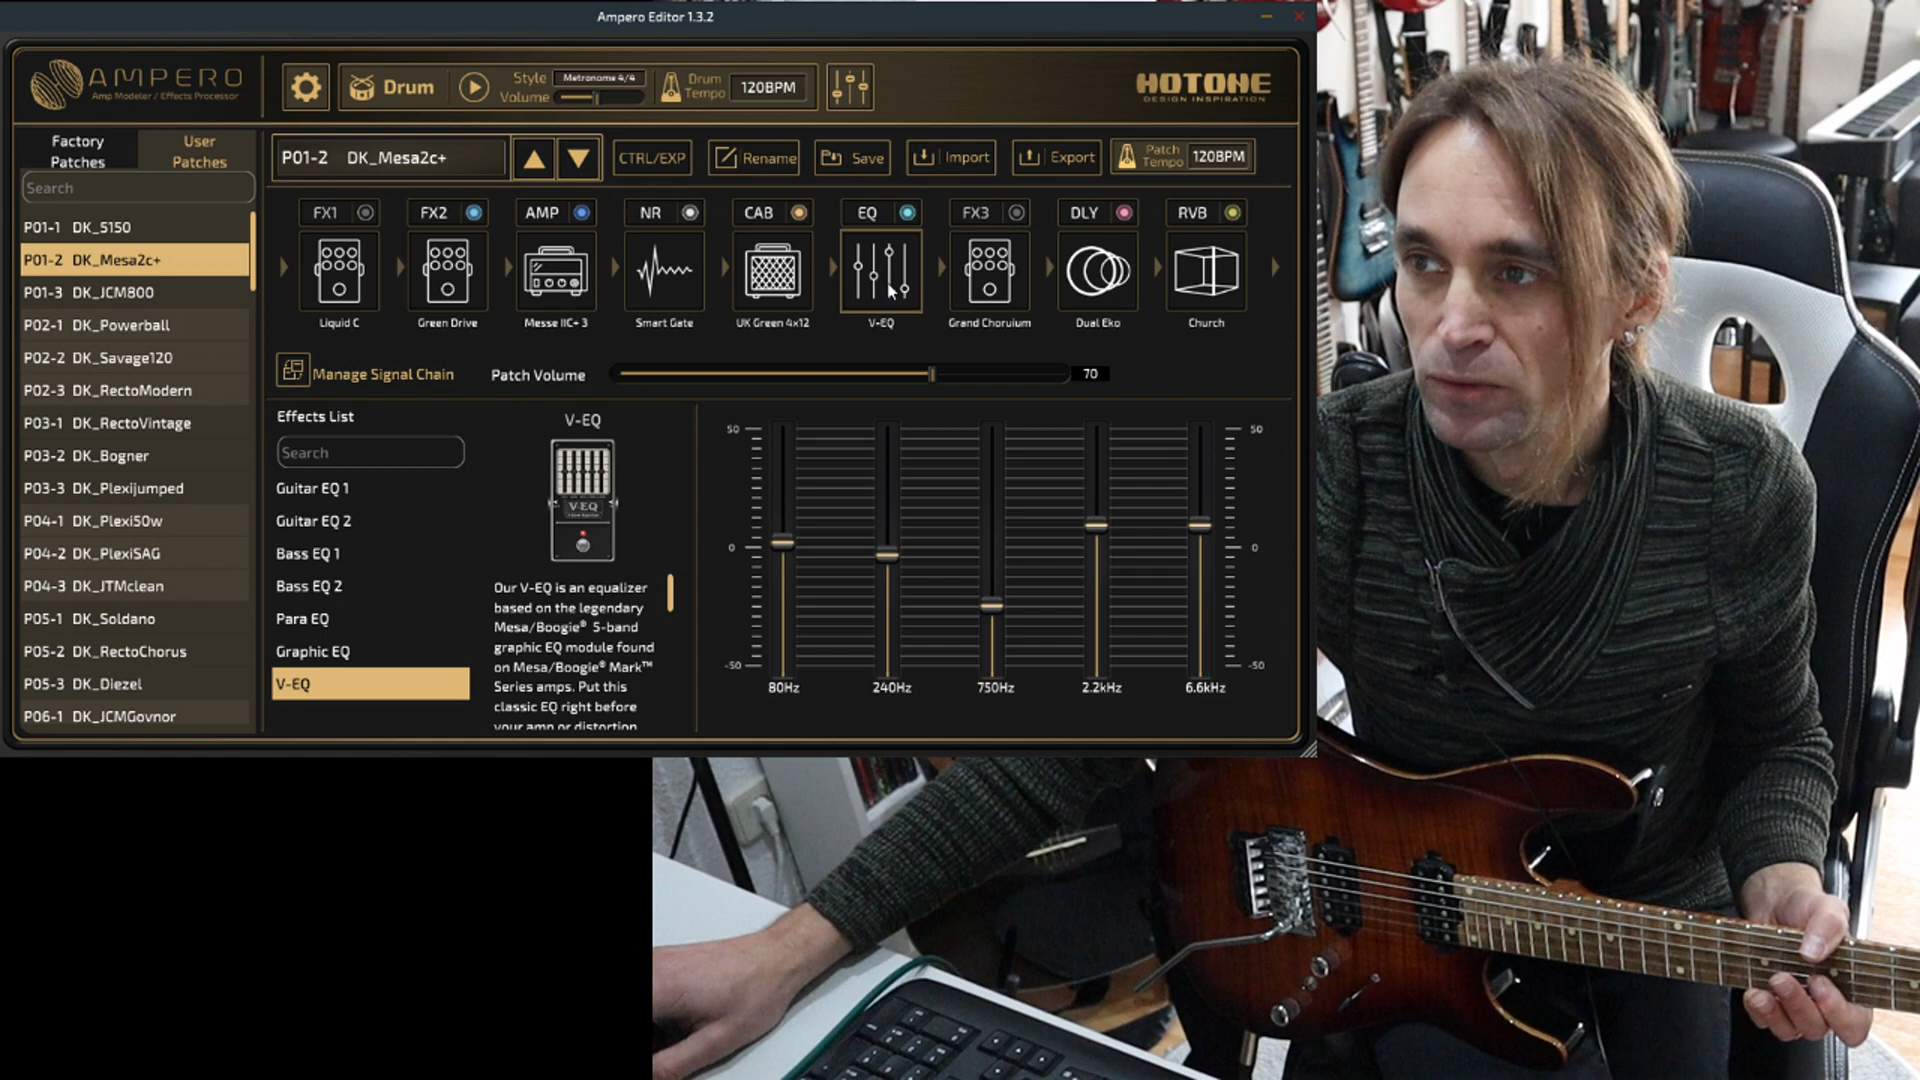 Ampero Editor 1.3.2
AMPERO
Amp Modeler / Effects Processor
Drum
Style
Metronome 4/4
Volume
Drum
Tempo
120BPM
HOTONE
DESIGN INSPIRATION
Factory
Patches
User
Patches
Search
P01-1 DK_5150
P01-2 DK_Mesa2c+
P01-3 DK_JCM800
P02-1 DK_Powerball
P02-2 DK_Savage120
P02-3 DK_RectoModern
P03-1 DK_RectoVintage
P03-2 DK_Bogner
P03-3 DK_Plexijumped
P04-1 DK_Plexi50w
P04-2 DK_PlexiSAG
P04-3 DK_JTMclean
P05-1 DK_Soldano
P05-2 DK_RectoChorus
P05-3 DK_Diezel
P06-1 DK_JCMGovnor
P01-2 DK_Mesa2c+
CTRL/EXP
Rename
Save
Import
Export
Patch
Tempo
120BPM
FX1
FX2
AMP
NR
CAB
EQ
FX3
DLY
RVB
Liquid C
Green Drive
Messe IIC+ 3
Smart Gate
UK Green 4x12
V-EQ
Grand Choruium
Dual Eko
Church
Manage Signal Chain
Patch Volume
70
Effects List
Search
Guitar EQ 1
Guitar EQ 2
Bass EQ 1
Bass EQ 2
Para EQ
Graphic EQ
V-EQ
V-EQ
V-EQ
Our V-EQ is an equalizer
based on the legendary
Mesa/Boogie® 5-band
graphic EQ module found
on Mesa/Boogie® Mark™
Series amps. Put this
classic EQ right before
your amp or distortion
50
0
-50
50
0
-50
80Hz
240Hz
750Hz
2.2kHz
6.6kHz